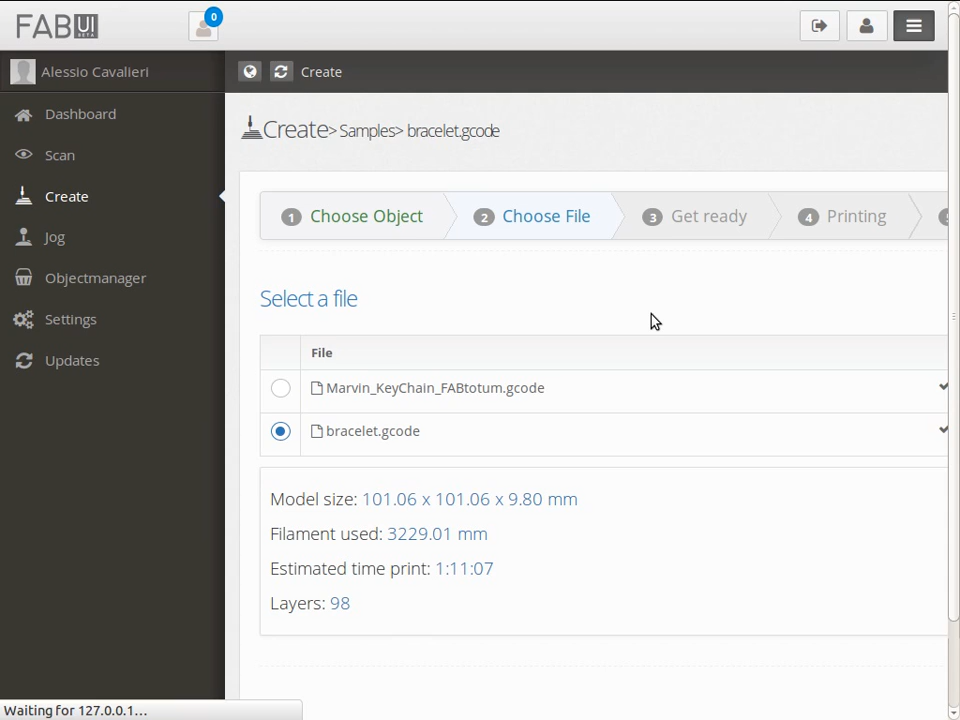 FABUI BETA
0
Alessio Cavalieri
Create
Dashboard
Scan
Create
Jog
Objectmanager
Settings
Updates
Create> Samples> bracelet.gcode
1 Choose Object
2 Choose File
3 Get ready
4 Printing
5
Select a file
File
Marvin_KeyChain_FABtotum.gcode
bracelet.gcode
Model size: 101.06 x 101.06 x 9.80 mm
Filament used: 3229.01 mm
Estimated time print: 1:11:07
Layers: 98
Waiting for 127.0.0.1...